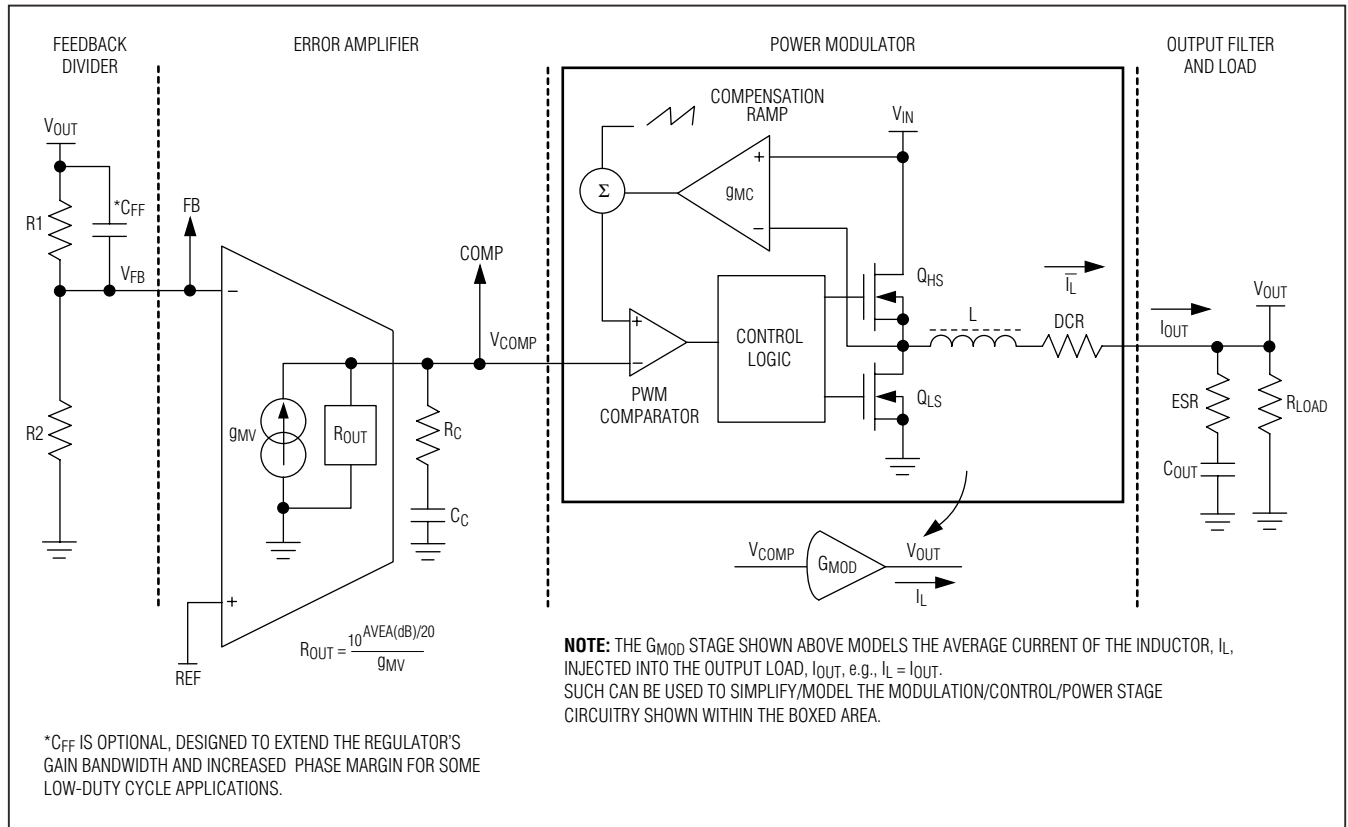 FEEDBACK
DIVIDER
ERROR AMPLIFIER
POWER MODULATOR
OUTPUT FILTER
AND LOAD
COMPENSATION
RAMP
VIN
VOUT
*CFF
FB
R1
VFB
R2
−
+
gMV
ROUT
REF
ROUT = 10^AVEA(dB)/20 / gMV
COMP
VCOMP
RC
CC
Σ
+
gMC
−
+
−
PWM
COMPARATOR
CONTROL
LOGIC
QHS
QLS
IL
L
DCR
IOUT
VOUT
ESR
RLOAD
COUT
VCOMP
GMOD
VOUT
IL
NOTE: THE GMOD STAGE SHOWN ABOVE MODELS THE AVERAGE CURRENT OF THE INDUCTOR, IL,
INJECTED INTO THE OUTPUT LOAD, IOUT, e.g., IL = IOUT.
SUCH CAN BE USED TO SIMPLIFY/MODEL THE MODULATION/CONTROL/POWER STAGE
CIRCUITRY SHOWN WITHIN THE BOXED AREA.
*CFF IS OPTIONAL, DESIGNED TO EXTEND THE REGULATOR'S
GAIN BANDWIDTH AND INCREASED PHASE MARGIN FOR SOME
LOW-DUTY CYCLE APPLICATIONS.